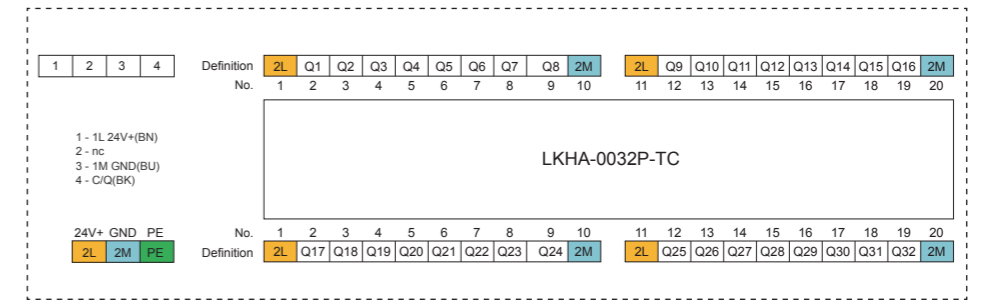 1 2 3 4 Definition 2L Q1 Q2 Q3 Q4 Q5 Q6 Q7 Q8 2M 2L Q9 Q10 Q11 Q12 Q13 Q14 Q15 Q16 2M
No. 1 2 3 4 5 6 7 8 9 10 11 12 13 14 15 16 17 18 19 20
1 - 1L 24V+(BN)
2 - nc
3 - 1M GND(BU)
4 - C/Q(BK)
LKHA-0032P-TC
24V+ GND PE No. 1 2 3 4 5 6 7 8 9 10 11 12 13 14 15 16 17 18 19 20
2L 2M PE Definition 2L Q17 Q18 Q19 Q20 Q21 Q22 Q23 Q24 2M 2L Q25 Q26 Q27 Q28 Q29 Q30 Q31 Q32 2M